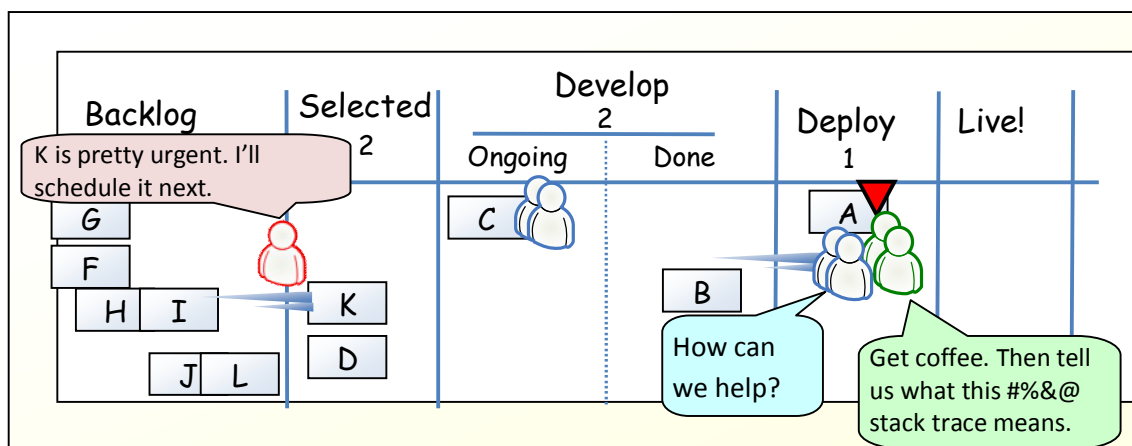 Backlog
Selected
2
Develop
2
Ongoing
Done
Deploy
1
Live!
K is pretty urgent. I’ll
schedule it next.
G
F
H
I
J
L
K
D
C
B
A
How can
we help?
Get coffee. Then tell
us what this #%&@
stack trace means.